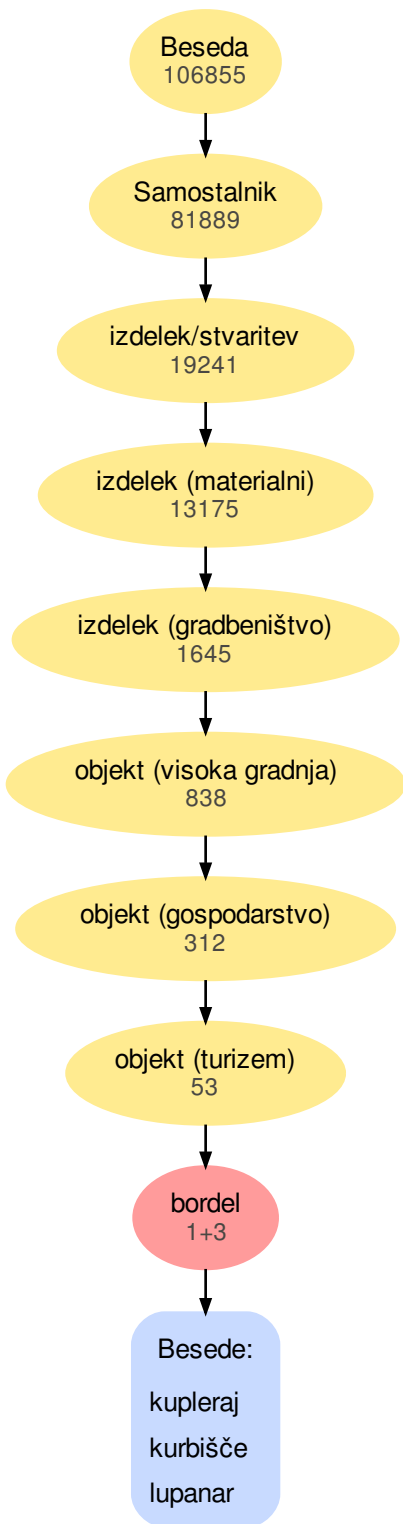 Beseda
106855
Samostalnik
81889
izdelek/stvaritev
19241
izdelek (materialni)
13175
izdelek (gradbeništvo)
1645
objekt (visoka gradnja)
838
objekt (gospodarstvo)
312
objekt (turizem)
53
bordel
1+3
Besede:
kupleraj
kurbišče
lupanar